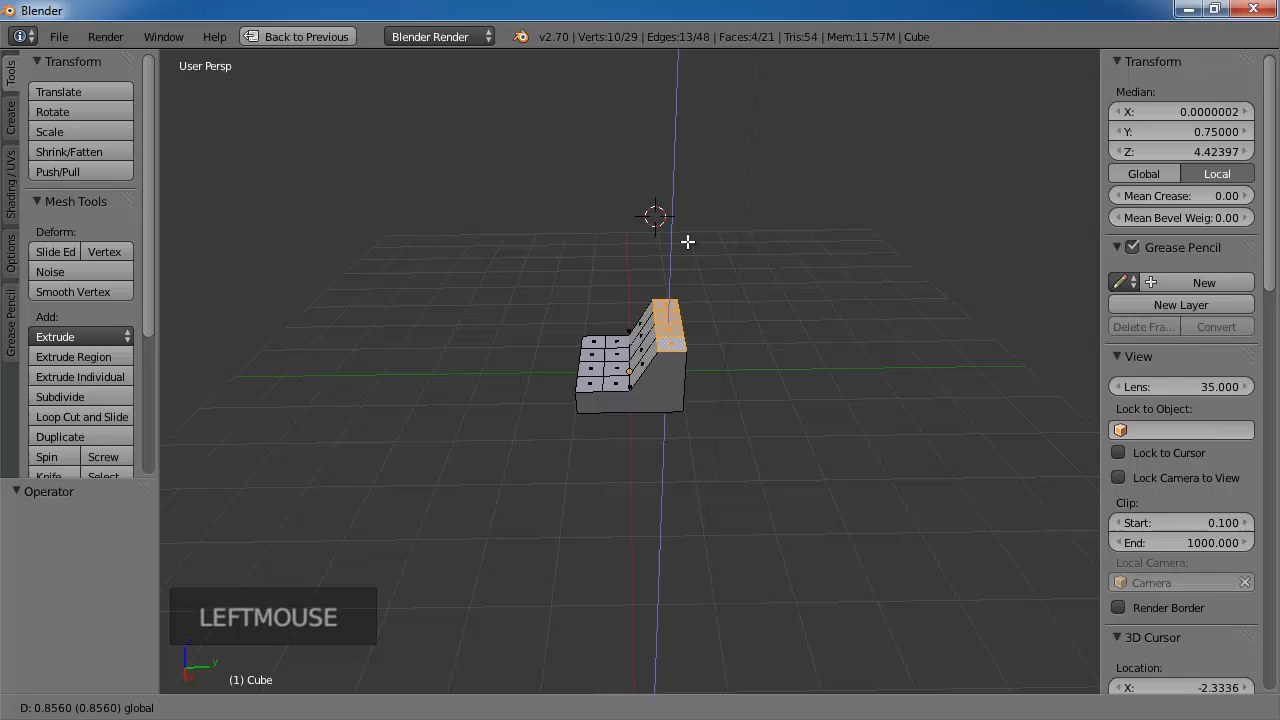 Blender
File Render Window Help Back to Previous Blender Render v2.70 | Verts:10/29 | Edges:13/48 | Faces:4/21 | Tris:54 | Mem:11.57M | Cube
Tools
Create
Shading / UVs
Options
Grease Pencil
Transform
Translate
Rotate
Scale
Shrink/Fatten
Push/Pull
Mesh Tools
Deform:
Slide Ed Vertex
Noise
Smooth Vertex
Add:
Extrude
Extrude Region
Extrude Individual
Subdivide
Loop Cut and Slide
Duplicate
Spin Screw
Knife Select
Operator
User Persp
LEFTMOUSE
z
y
(1) Cube
Transform
Median:
X: 0.0000002
Y: 0.75000
Z: 4.42397
Global Local
Mean Crease: 0.00
Mean Bevel Weig: 0.00
Grease Pencil
New
New Layer
Delete Fra... Convert
View
Lens: 35.000
Lock to Object:
Lock to Cursor
Lock Camera to View
Clip:
Start: 0.100
End: 1000.000
Local Camera:
Camera
Render Border
3D Cursor
Location:
X: -2.3336
D: 0.8560 (0.8560) global